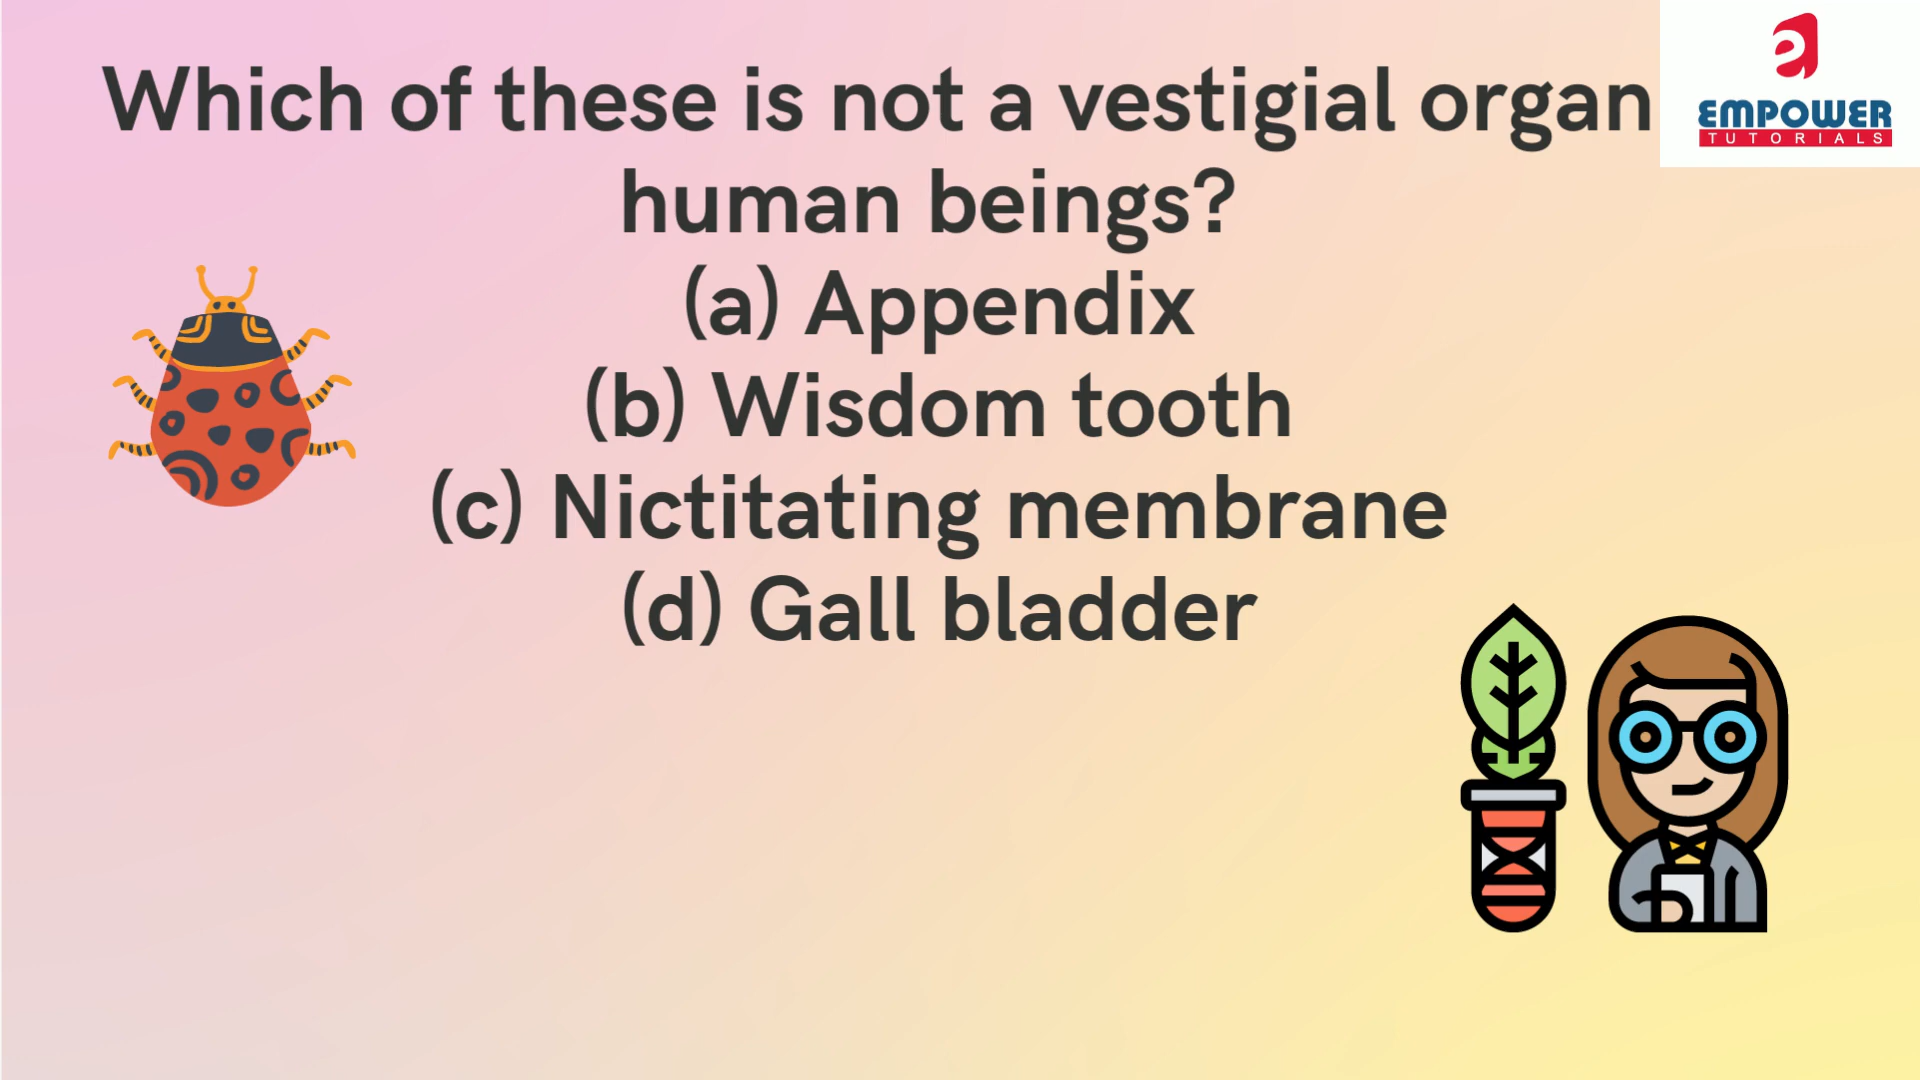 Which of these is not a vestigial organ
human beings?
(a) Appendix
(b) Wisdom tooth
(c) Nictitating membrane
(d) Gall bladder
EMPOWER
TUTORIALS